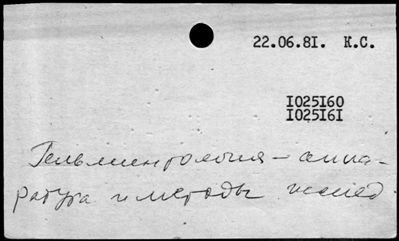 22.06.81. К.С.
1025160
1025161
Гельминтология – аппа-
ратура и методы исслед.